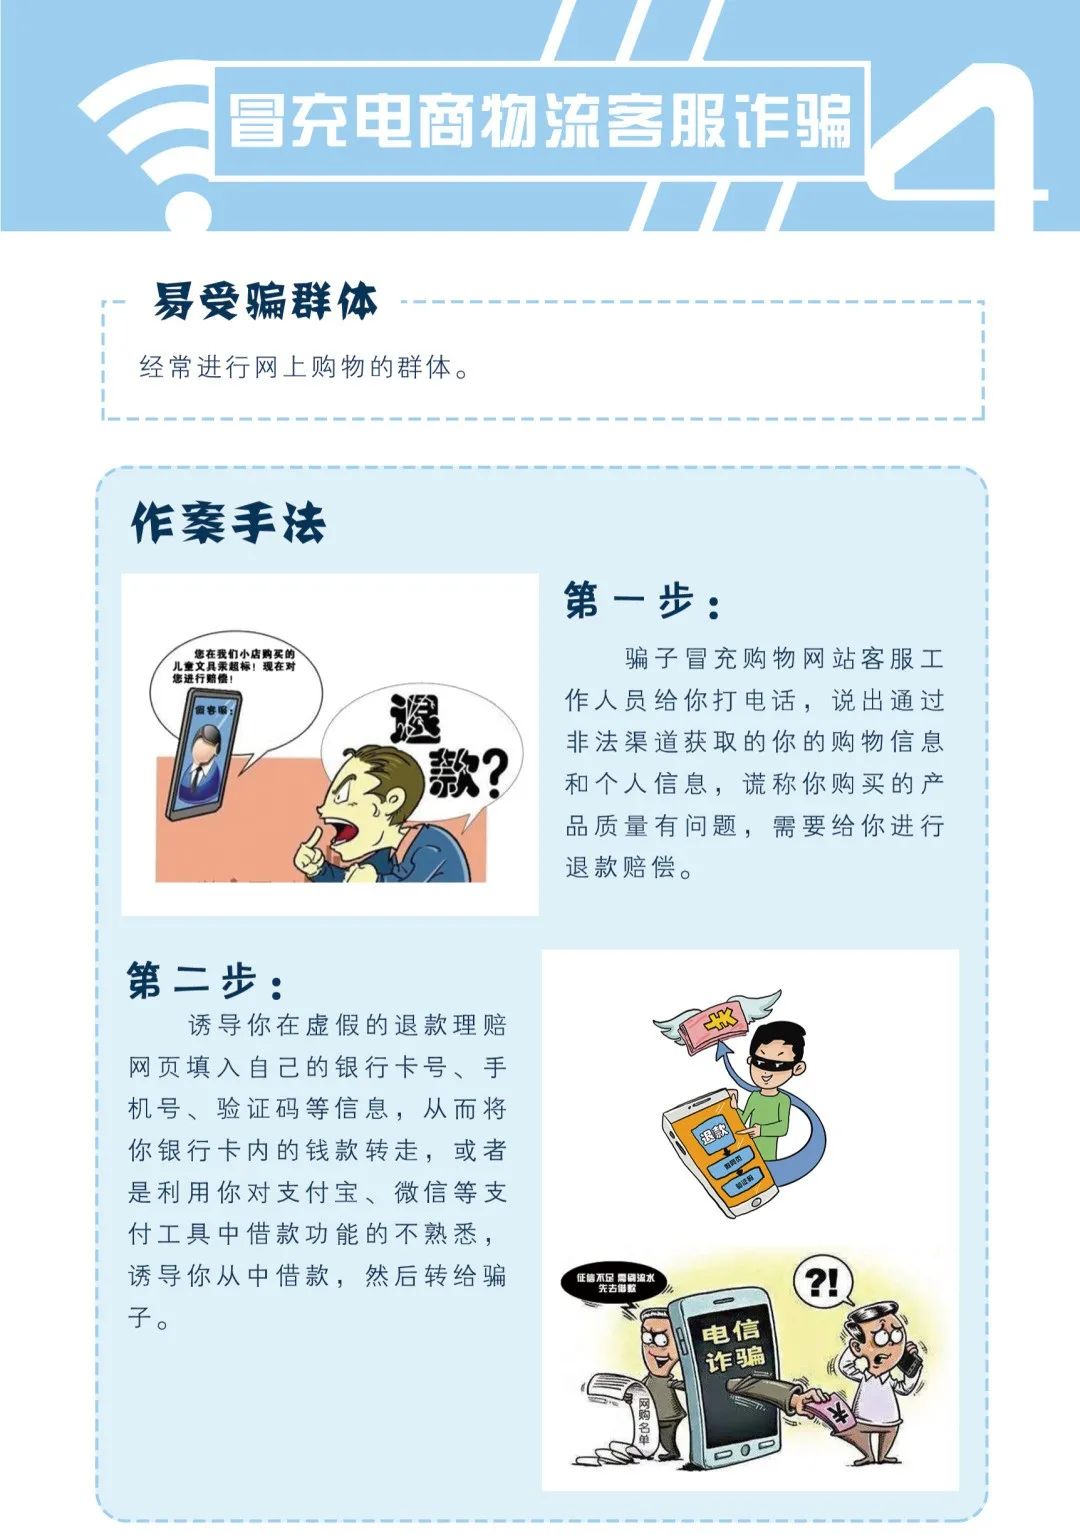 冒充电商物流客服诈骗
4
易受骗群体
经常进行网上购物的群体。
作案手法
您在我们小店购买的
儿童文具汞超标！现在对
您进行赔偿！
假客服：
退
款？
第一步：
骗子冒充购物网站客服工
作人员给你打电话，说出通过
非法渠道获取的你的购物信息
和个人信息，谎称你购买的产
品质量有问题，需要给你进行
退款赔偿。
第二步：
诱导你在虚假的退款理赔
网页填入自己的银行卡号、手
机号、验证码等信息，从而将
你银行卡内的钱款转走，或者
是利用你对支付宝、微信等支
付工具中借款功能的不熟悉，
诱导你从中借款，然后转给骗
子。
退款
假网页
验证码
征信不足 需刷流水
先去借款
?!
电信
诈骗
网购名单